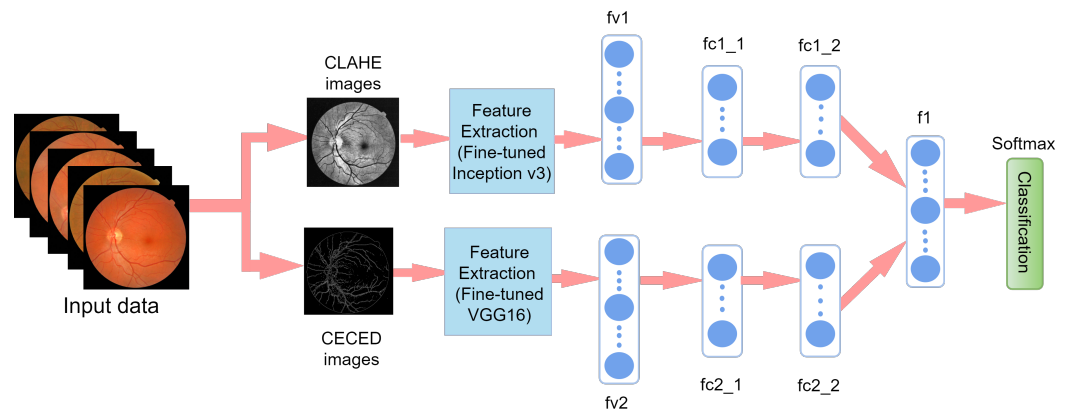 Input data
CLAHE
images
CECED
images
Feature
Extraction
(Fine-tuned
Inception v3)
Feature
Extraction
(Fine-tuned
VGG16)
fv1
fc1_1
fc1_2
fv2
fc2_1
fc2_2
f1
Softmax
Classification